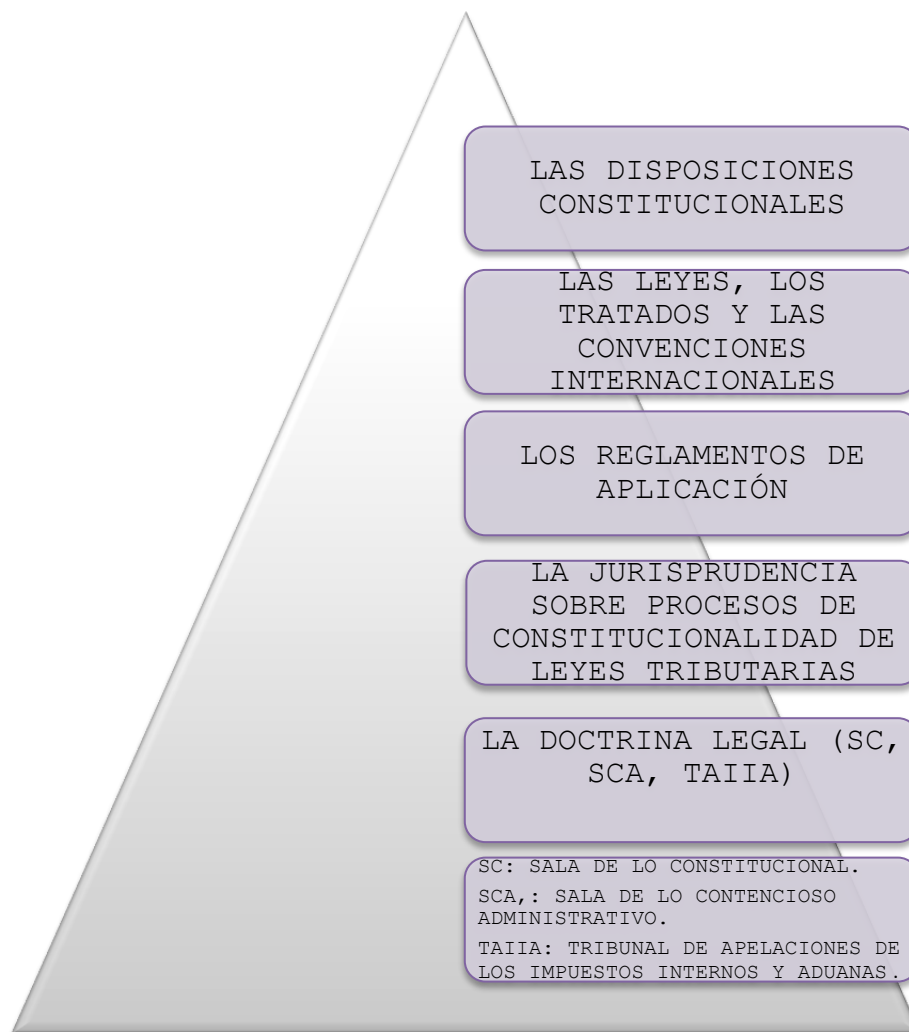 LAS DISPOSICIONES
CONSTITUCIONALES
LAS LEYES, LOS
TRATADOS Y LAS
CONVENCIONES
INTERNACIONALES
LOS REGLAMENTOS DE
APLICACIÓN
LA JURISPRUDENCIA
SOBRE PROCESOS DE
CONSTITUCIONALIDAD DE
LEYES TRIBUTARIAS
LA DOCTRINA LEGAL (SC,
SCA, TAIIA)
SC: SALA DE LO CONSTITUCIONAL.
SCA,: SALA DE LO CONTENCIOSO
ADMINISTRATIVO.
TAIIA: TRIBUNAL DE APELACIONES DE
LOS IMPUESTOS INTERNOS Y ADUANAS.